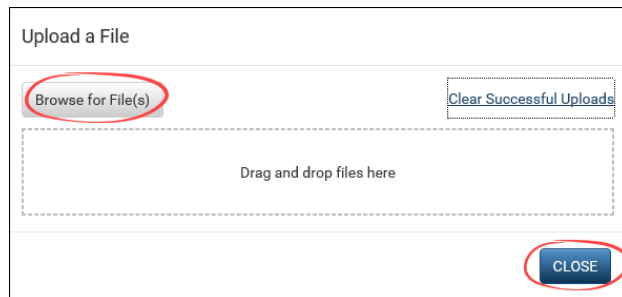 Upload a File
Browse for File(s)
Clear Successful Uploads
Drag and drop files here
CLOSE